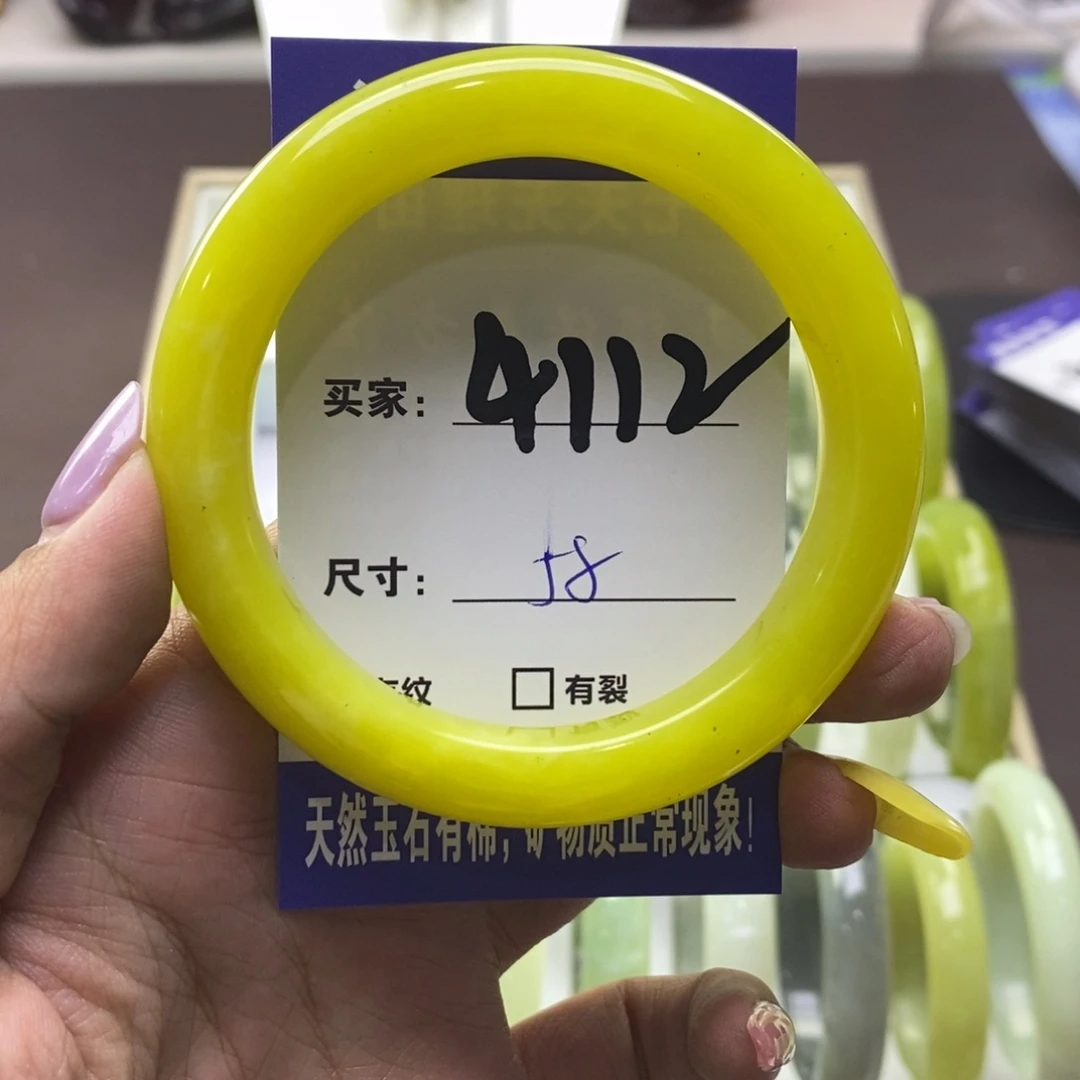 买家: 4112
尺寸: 58
纹 □ 有裂
天然玉石有棉, 矿物质正常现象!